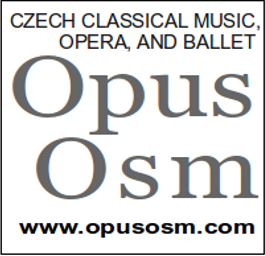 CZECH CLASSICAL MUSIC,
OPERA, AND BALLET
Opus
Osm
www.opusosm.com